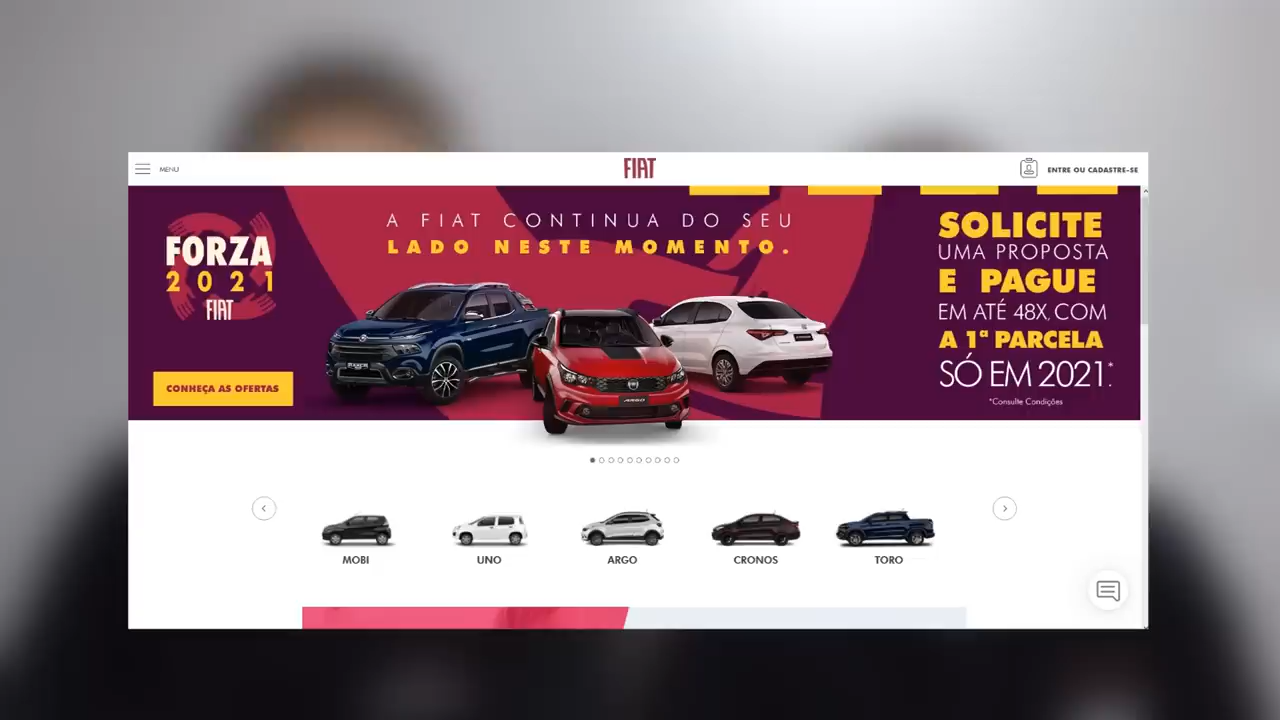 MENU
FIAT
ENTRE OU CADASTRE-SE
FORZA
2021
FIAT
CONHEÇA AS OFERTAS
A FIAT CONTINUA DO SEU
LADO NESTE MOMENTO.
ARGO
SOLICITE
UMA PROPOSTA
E PAGUE
EM ATÉ 48X, COM
A 1ª PARCELA
SÓ EM 2021.*
*Consulte Condições
MOBI
UNO
ARGO
CRONOS
TORO